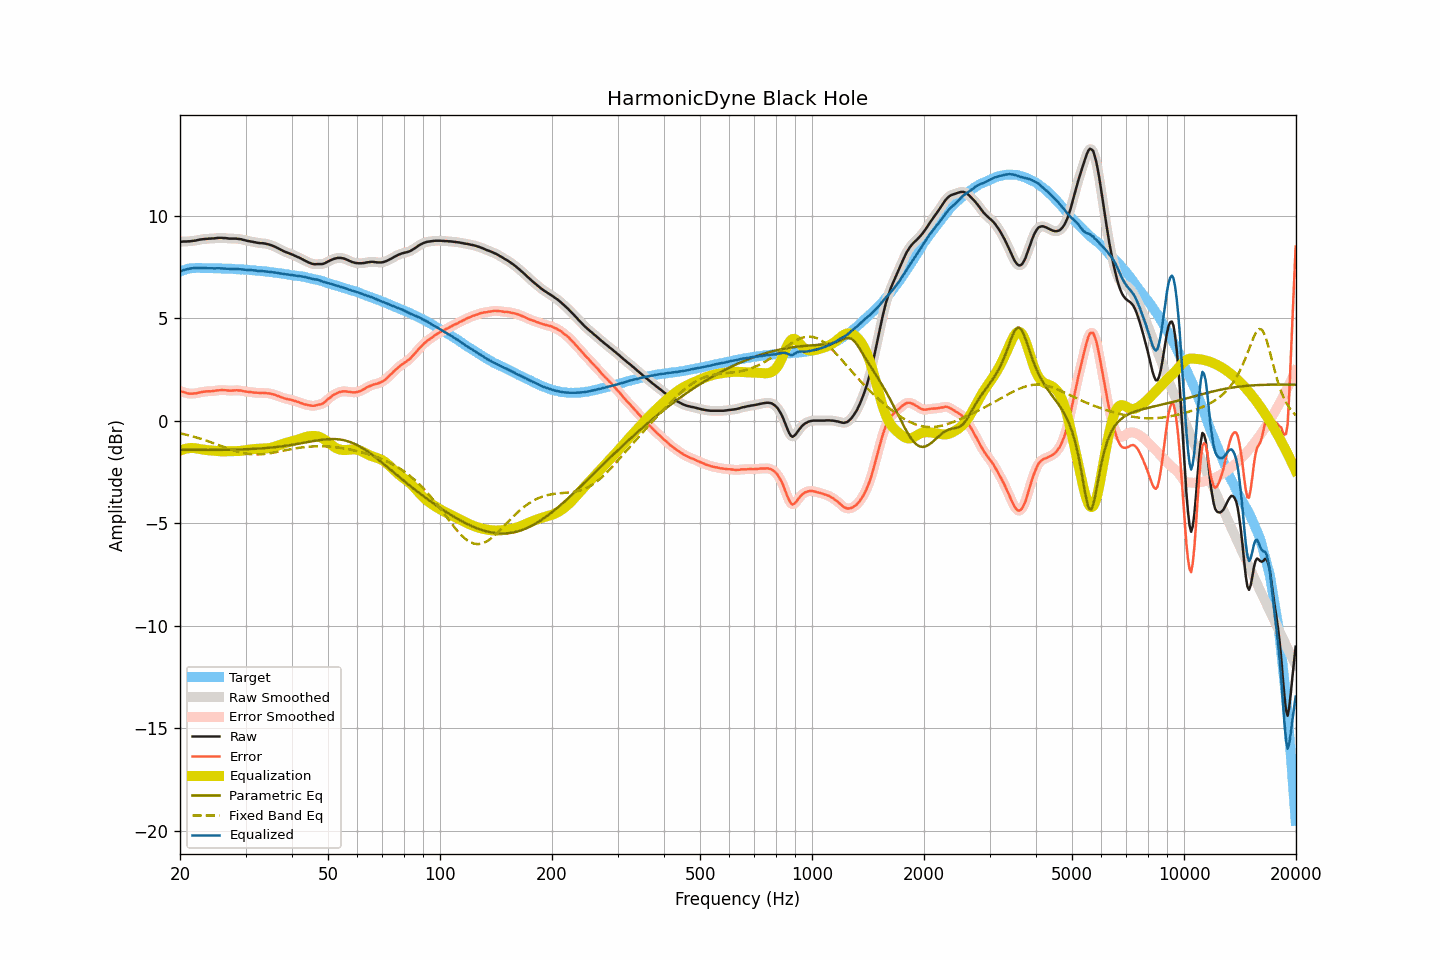 HarmonicDyne Black Hole
Amplitude (dBr)
10
5
0
−5
−10
−15
−20
Target
Raw Smoothed
Error Smoothed
Raw
Error
Equalization
Parametric Eq
Fixed Band Eq
Equalized
20 50 100 200 500 1000 2000 5000 10000 20000
Frequency (Hz)